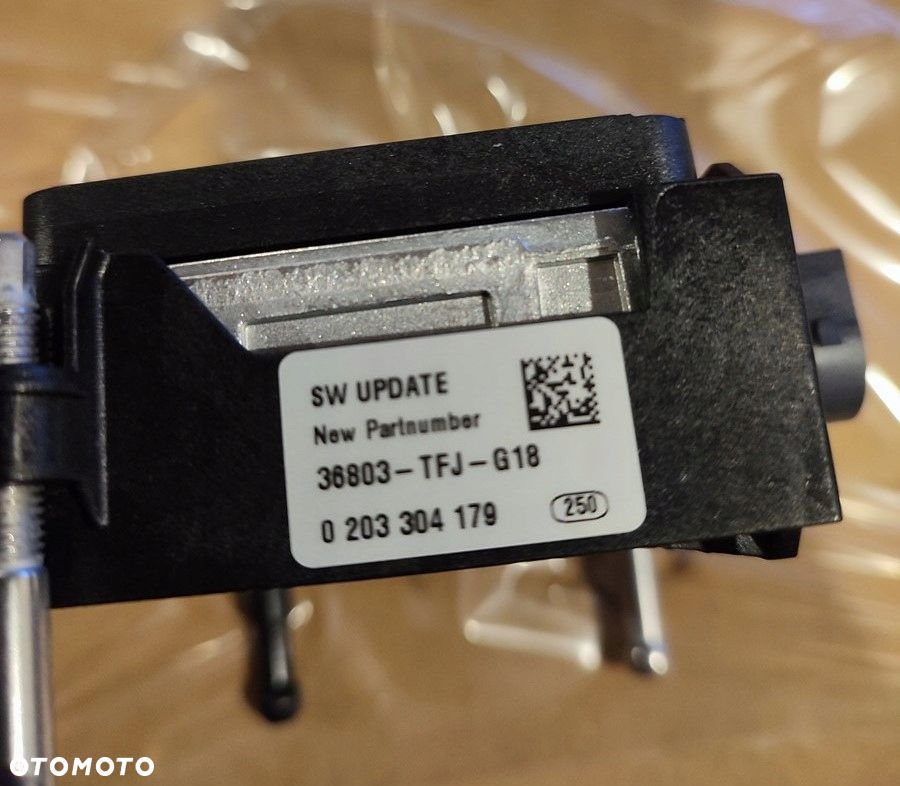 SW UPDATE
New Partnumber
36803-TFJ-G18
0 203 304 179
250
OTOMOTO